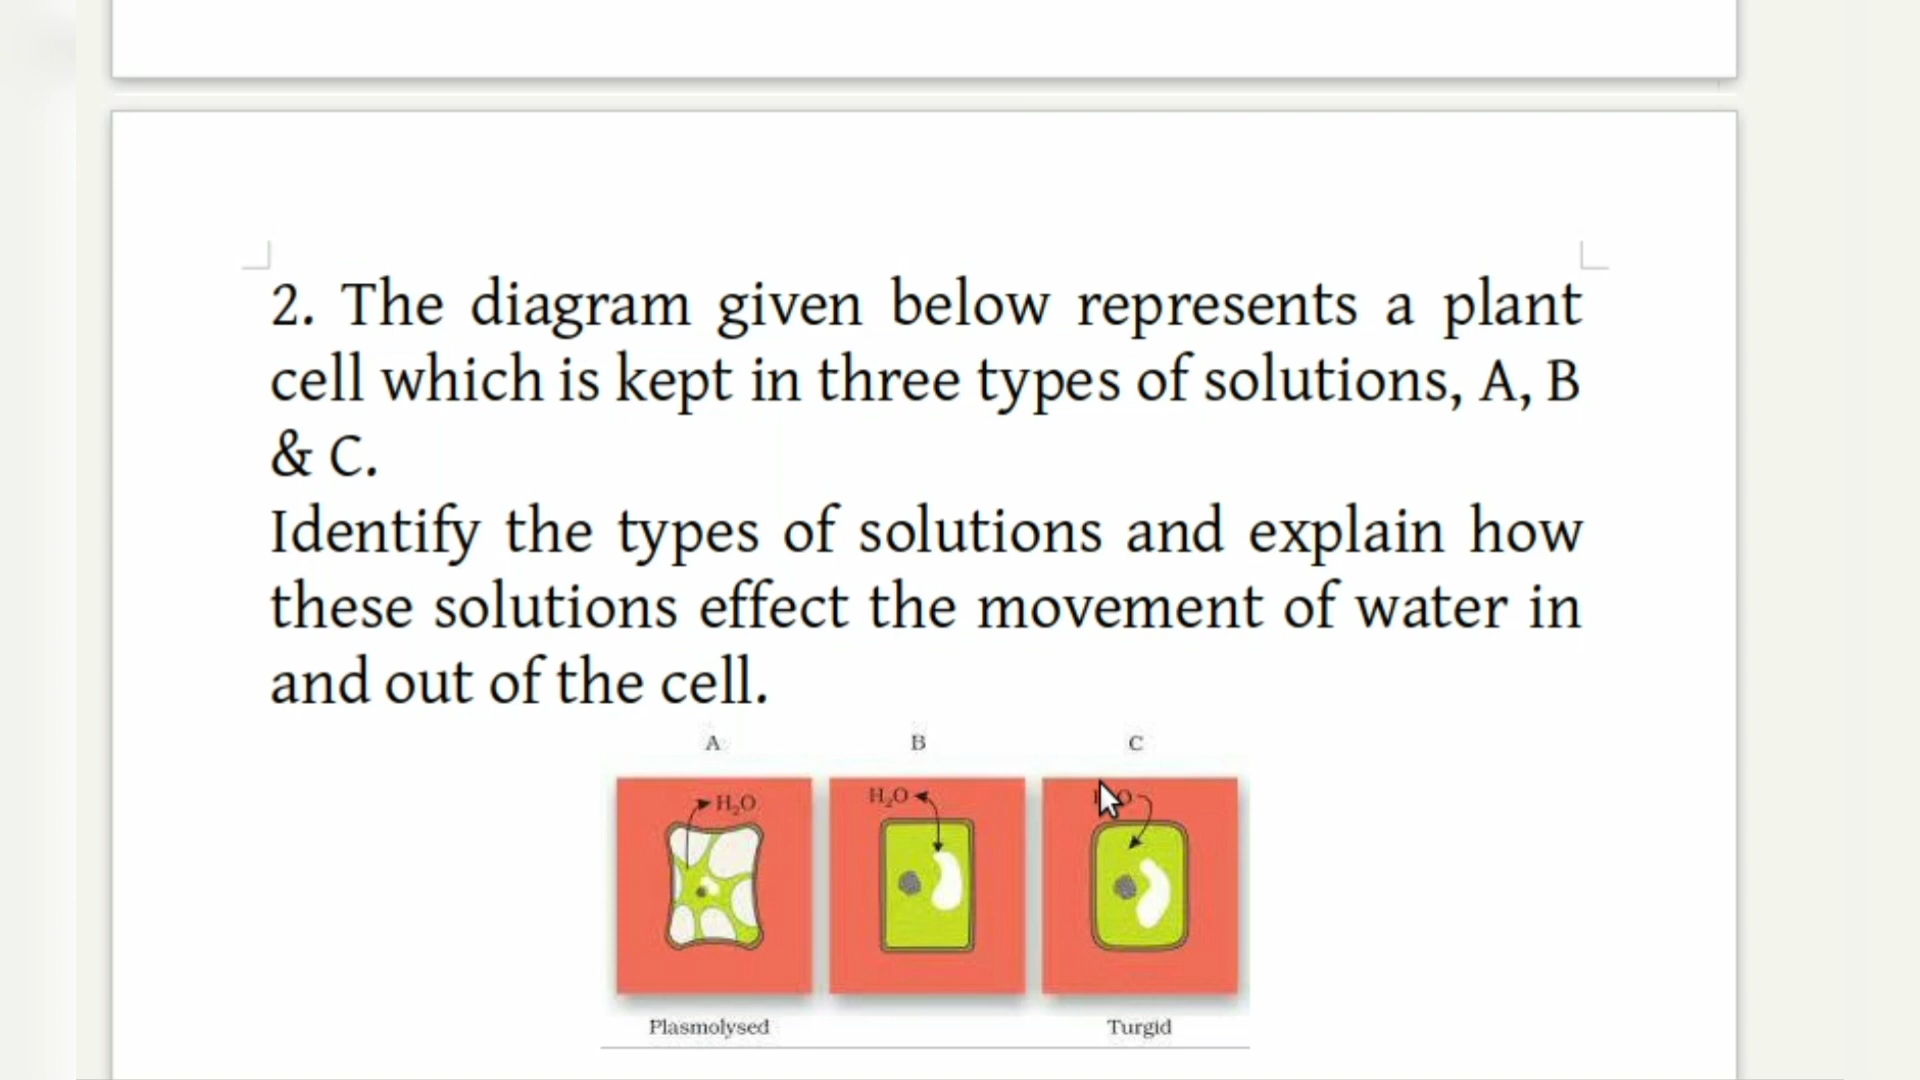 2. The diagram given below represents a plant
cell which is kept in three types of solutions, A, B
& C.
Identify the types of solutions and explain how
these solutions effect the movement of water in
and out of the cell.
A B C
H₂O H₂O O
Plasmolysed Turgid